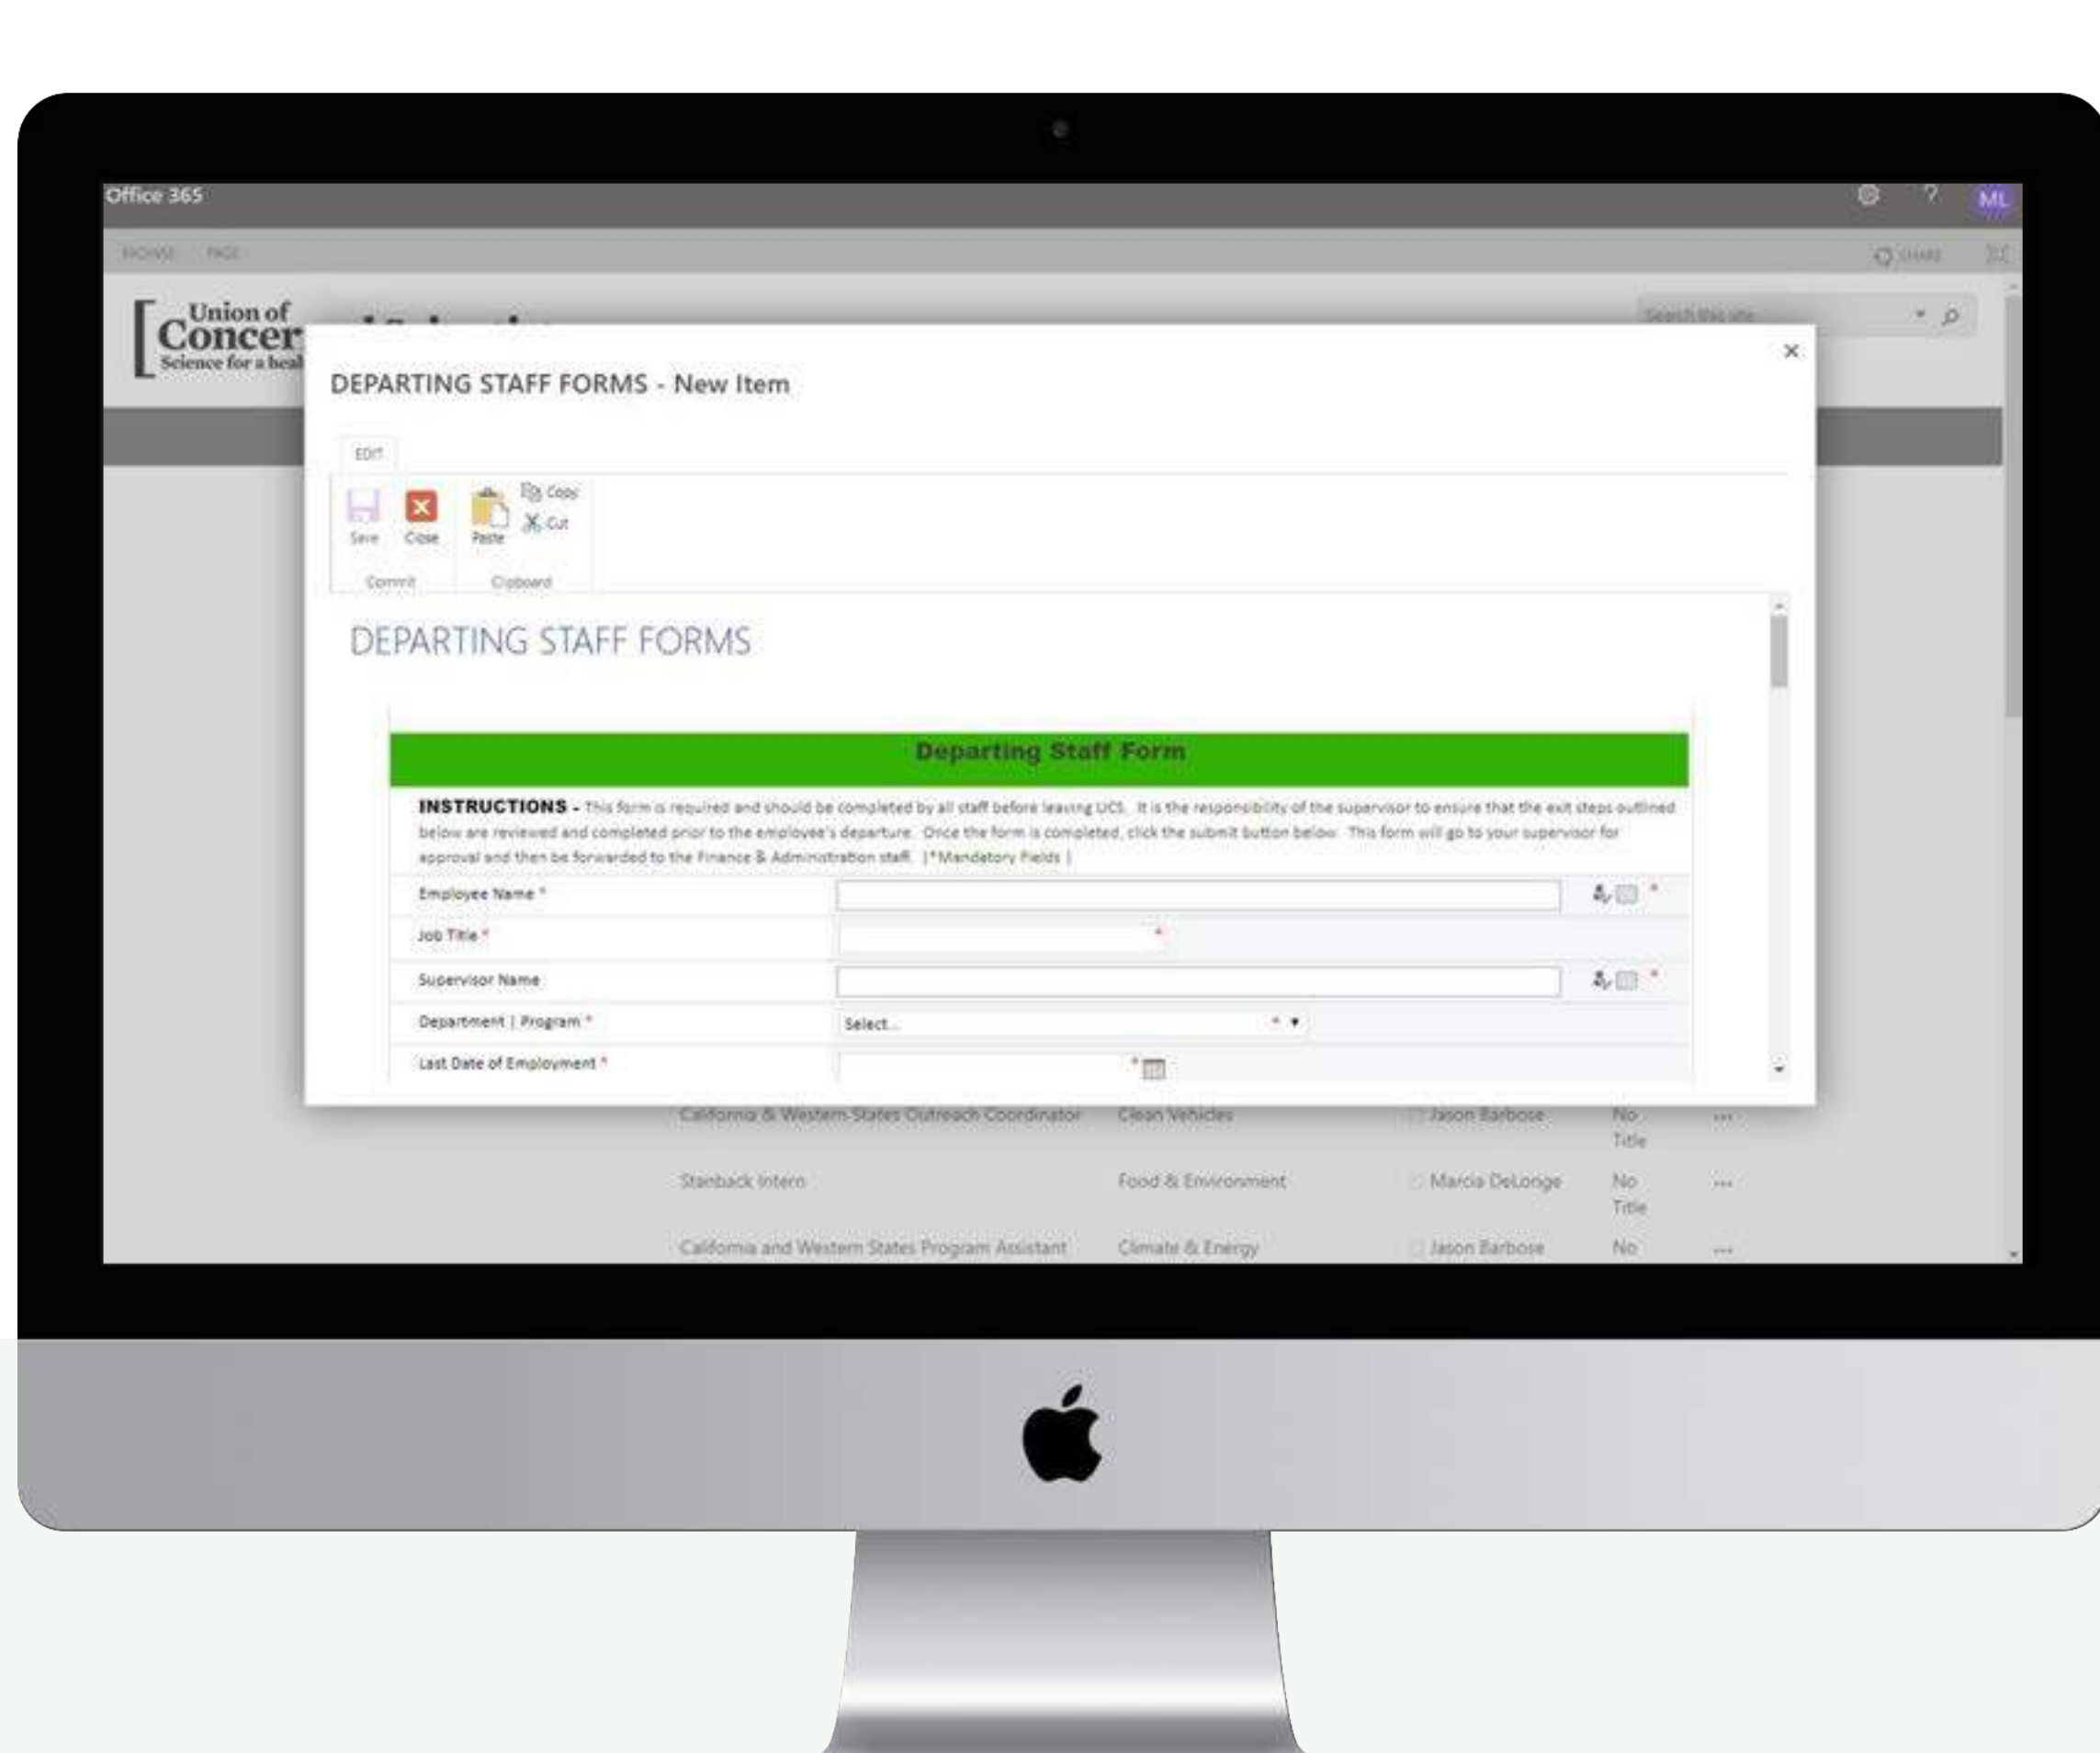 Office 365
ML
BROWSE PAGE
SHARE
Union of
Concer
Science for a heal
Search this site
DEPARTING STAFF FORMS - New Item
EDIT
Copy
Cut
Save Close Paste
Commit Clipboard
DEPARTING STAFF FORMS
Departing Staff Form
INSTRUCTIONS - This form is required and should be completed by all staff before leaving UCS. It is the responsibility of the supervisor to ensure that the exit steps outlined
below are reviewed and completed prior to the employee's departure. Once the form is completed, click the submit button below. This form will go to your supervisor for
approval and then be forwarded to the Finance & Administration staff. |*Mandatory Fields |
Employee Name * *
Job Title * *
Supervisor Name *
Department | Program * Select... *
Last Date of Employment * *
California & Western States Outreach Coordinator Clean Vehicles Jason Barbose No
Title
Stanback Intern Food & Environment Marcia DeLonge No ...
Title
California and Western States Program Assistant Climate & Energy Jason Barbose No ...